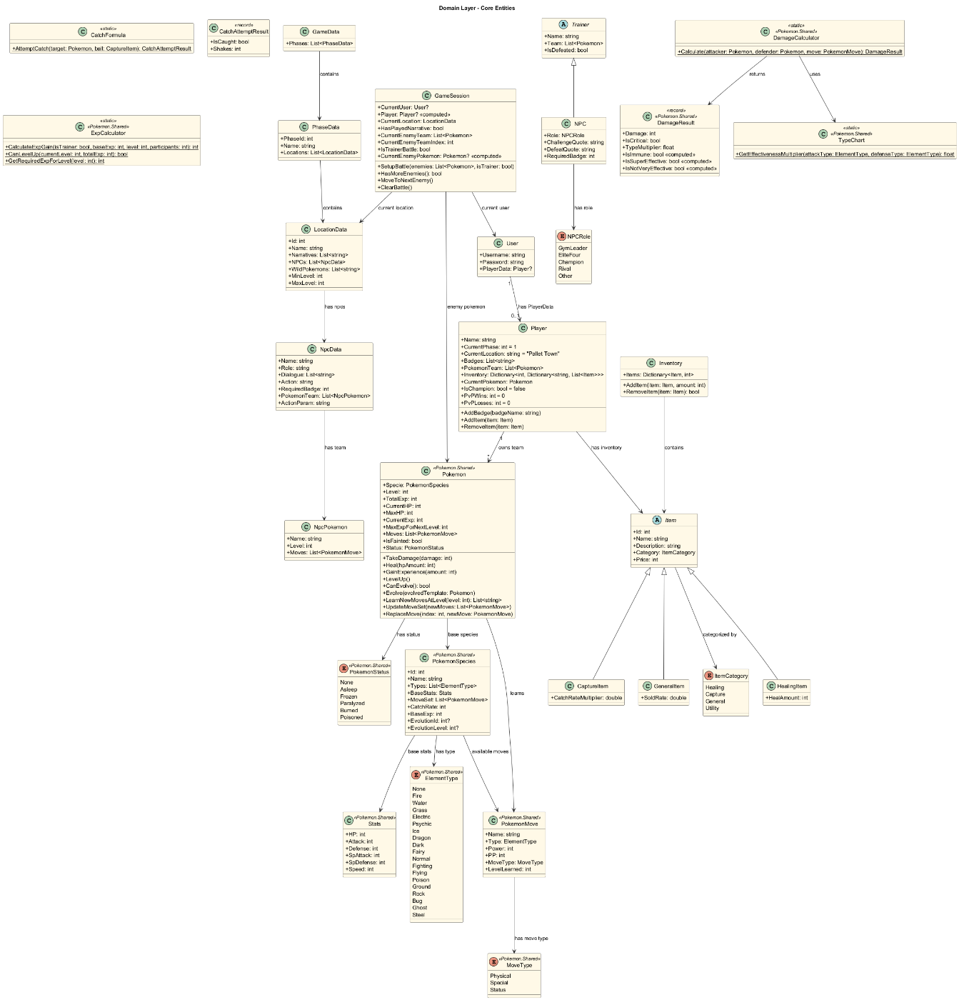 Domain Layer - Core Entities
«static»
C CatchFormula
+AttemptCatch(target: Pokemon, ball: CaptureItem): CatchAttemptResult
«record»
C CatchAttemptResult
+IsCaught: bool
+Shakes: int
C GameData
+Phases: List<PhaseData>
A Trainer
+Name: string
+Team: List<Pokemon>
+IsDefeated: bool
«static»
«Pokemon.Shared»
C DamageCalculator
+Calculate(attacker: Pokemon, defender: Pokemon, move: PokemonMove): DamageResult
contains
returns
uses
«static»
«Pokemon.Shared»
C ExpCalculator
+CalculateExpGain(isTrainer: bool, baseExp: int, level: int, participants: int): int
+CanLevelUp(currentLevel: int, totalExp: int): bool
+GetRequiredExpForLevel(level: int): int
C PhaseData
+PhaseId: int
+Name: string
+Locations: List<LocationData>
C GameSession
+CurrentUser: User?
+Player: Player? «computed»
+CurrentLocation: LocationData
+HasPlayedNarrative: bool
+CurrentEnemyTeam: List<Pokemon>
+CurrentEnemyTeamIndex: int
+IsTrainerBattle: bool
+CurrentEnemyPokemon: Pokemon? «computed»
+SetupBattle(enemies: List<Pokemon>, isTrainer: bool)
+HasMoreEnemies(): bool
+MoveToNextEnemy()
+ClearBattle()
C NPC
+Role: NPCRole
+ChallengeQuote: string
+DefeatQuote: string
+RequiredBadge: int
«record»
«Pokemon.Shared»
C DamageResult
+Damage: int
+IsCritical: bool
+TypeMultiplier: float
+IsImmune: bool «computed»
+IsSuperEffective: bool «computed»
+IsNotVeryEffective: bool «computed»
«static»
«Pokemon.Shared»
C TypeChart
+GetEffectivenessMultiplier(attackType: ElementType, defenseType: ElementType): float
contains
current location
current user
has role
C LocationData
+Id: int
+Name: string
+Narratives: List<string>
+NPCs: List<NpcData>
+WildPokemons: List<string>
+MinLevel: int
+MaxLevel: int
C User
+Username: string
+Password: string
+PlayerData: Player?
E NPCRole
GymLeader
EliteFour
Champion
Rival
Other
has npcs
enemy pokemon
1
has PlayerData
0..1
C NpcData
+Name: string
+Role: string
+Dialogue: List<string>
+Action: string
+RequiredBadge: int
+PokemonTeam: List<NpcPokemon>
+ActionParam: string
C Player
+Name: string
+CurrentPhase: int = 1
+CurrentLocation: string = "Pallet Town"
+Badges: List<string>
+PokemonTeam: List<Pokemon>
+Inventory: Dictionary<int, Dictionary<string, List<Item>>>
+CurrentPokemon: Pokemon
+IsChampion: bool = false
+PvPWins: int = 0
+PvPLosses: int = 0
+AddBadge(badgeName: string)
+AddItem(item: Item)
+RemoveItem(item: Item)
C Inventory
+Items: Dictionary<Item, int>
+AddItem(item: Item, amount: int)
+RemoveItem(item: Item): bool
has team
1
owns team
*
has inventory
contains
C NpcPokemon
+Name: string
+Level: int
+Moves: List<PokemonMove>
«Pokemon.Shared»
C Pokemon
+Specie: PokemonSpecies
+Level: int
+TotalExp: int
+CurrentHP: int
+MaxHP: int
+CurrentExp: int
+MaxExpForNextLevel: int
+Moves: List<PokemonMove>
+IsFainted: bool
+Status: PokemonStatus
+TakeDamage(damage: int)
+Heal(hpAmount: int)
+GainExperience(amount: int)
+LevelUp()
+CanEvolve(): bool
+Evolve(evolvedTemplate: Pokemon)
+LearnNewMovesAtLevel(level: int): List<string>
+UpdateMoveSet(newMoves: List<PokemonMove>)
+ReplaceMove(index: int, newMove: PokemonMove)
A Item
+Id: int
+Name: string
+Description: string
+Category: ItemCategory
+Price: int
has status
base species
learns
categorized by
«Pokemon.Shared»
E PokemonStatus
None
Asleep
Frozen
Paralyzed
Burned
Poisoned
«Pokemon.Shared»
C PokemonSpecies
+Id: int
+Name: string
+Types: List<ElementType>
+BaseStats: Stats
+MoveSet: List<PokemonMove>
+CatchRate: int
+BaseExp: int
+EvolutionId: int?
+EvolutionLevel: int?
C CaptureItem
+CatchRateMultiplier: double
C GeneralItem
+SoldRate: double
E ItemCategory
Healing
Capture
General
Utility
C HealingItem
+HealAmount: int
base stats
has type
available moves
«Pokemon.Shared»
C Stats
+HP: int
+Attack: int
+Defense: int
+SpAttack: int
+SpDefense: int
+Speed: int
«Pokemon.Shared»
E ElementType
None
Fire
Water
Grass
Electric
Psychic
Ice
Dragon
Dark
Fairy
Normal
Fighting
Flying
Poison
Ground
Rock
Bug
Ghost
Steel
«Pokemon.Shared»
C PokemonMove
+Name: string
+Type: ElementType
+Power: int
+PP: int
+MoveType: MoveType
+LevelLearned: int
has move type
«Pokemon.Shared»
E MoveType
Physical
Special
Status